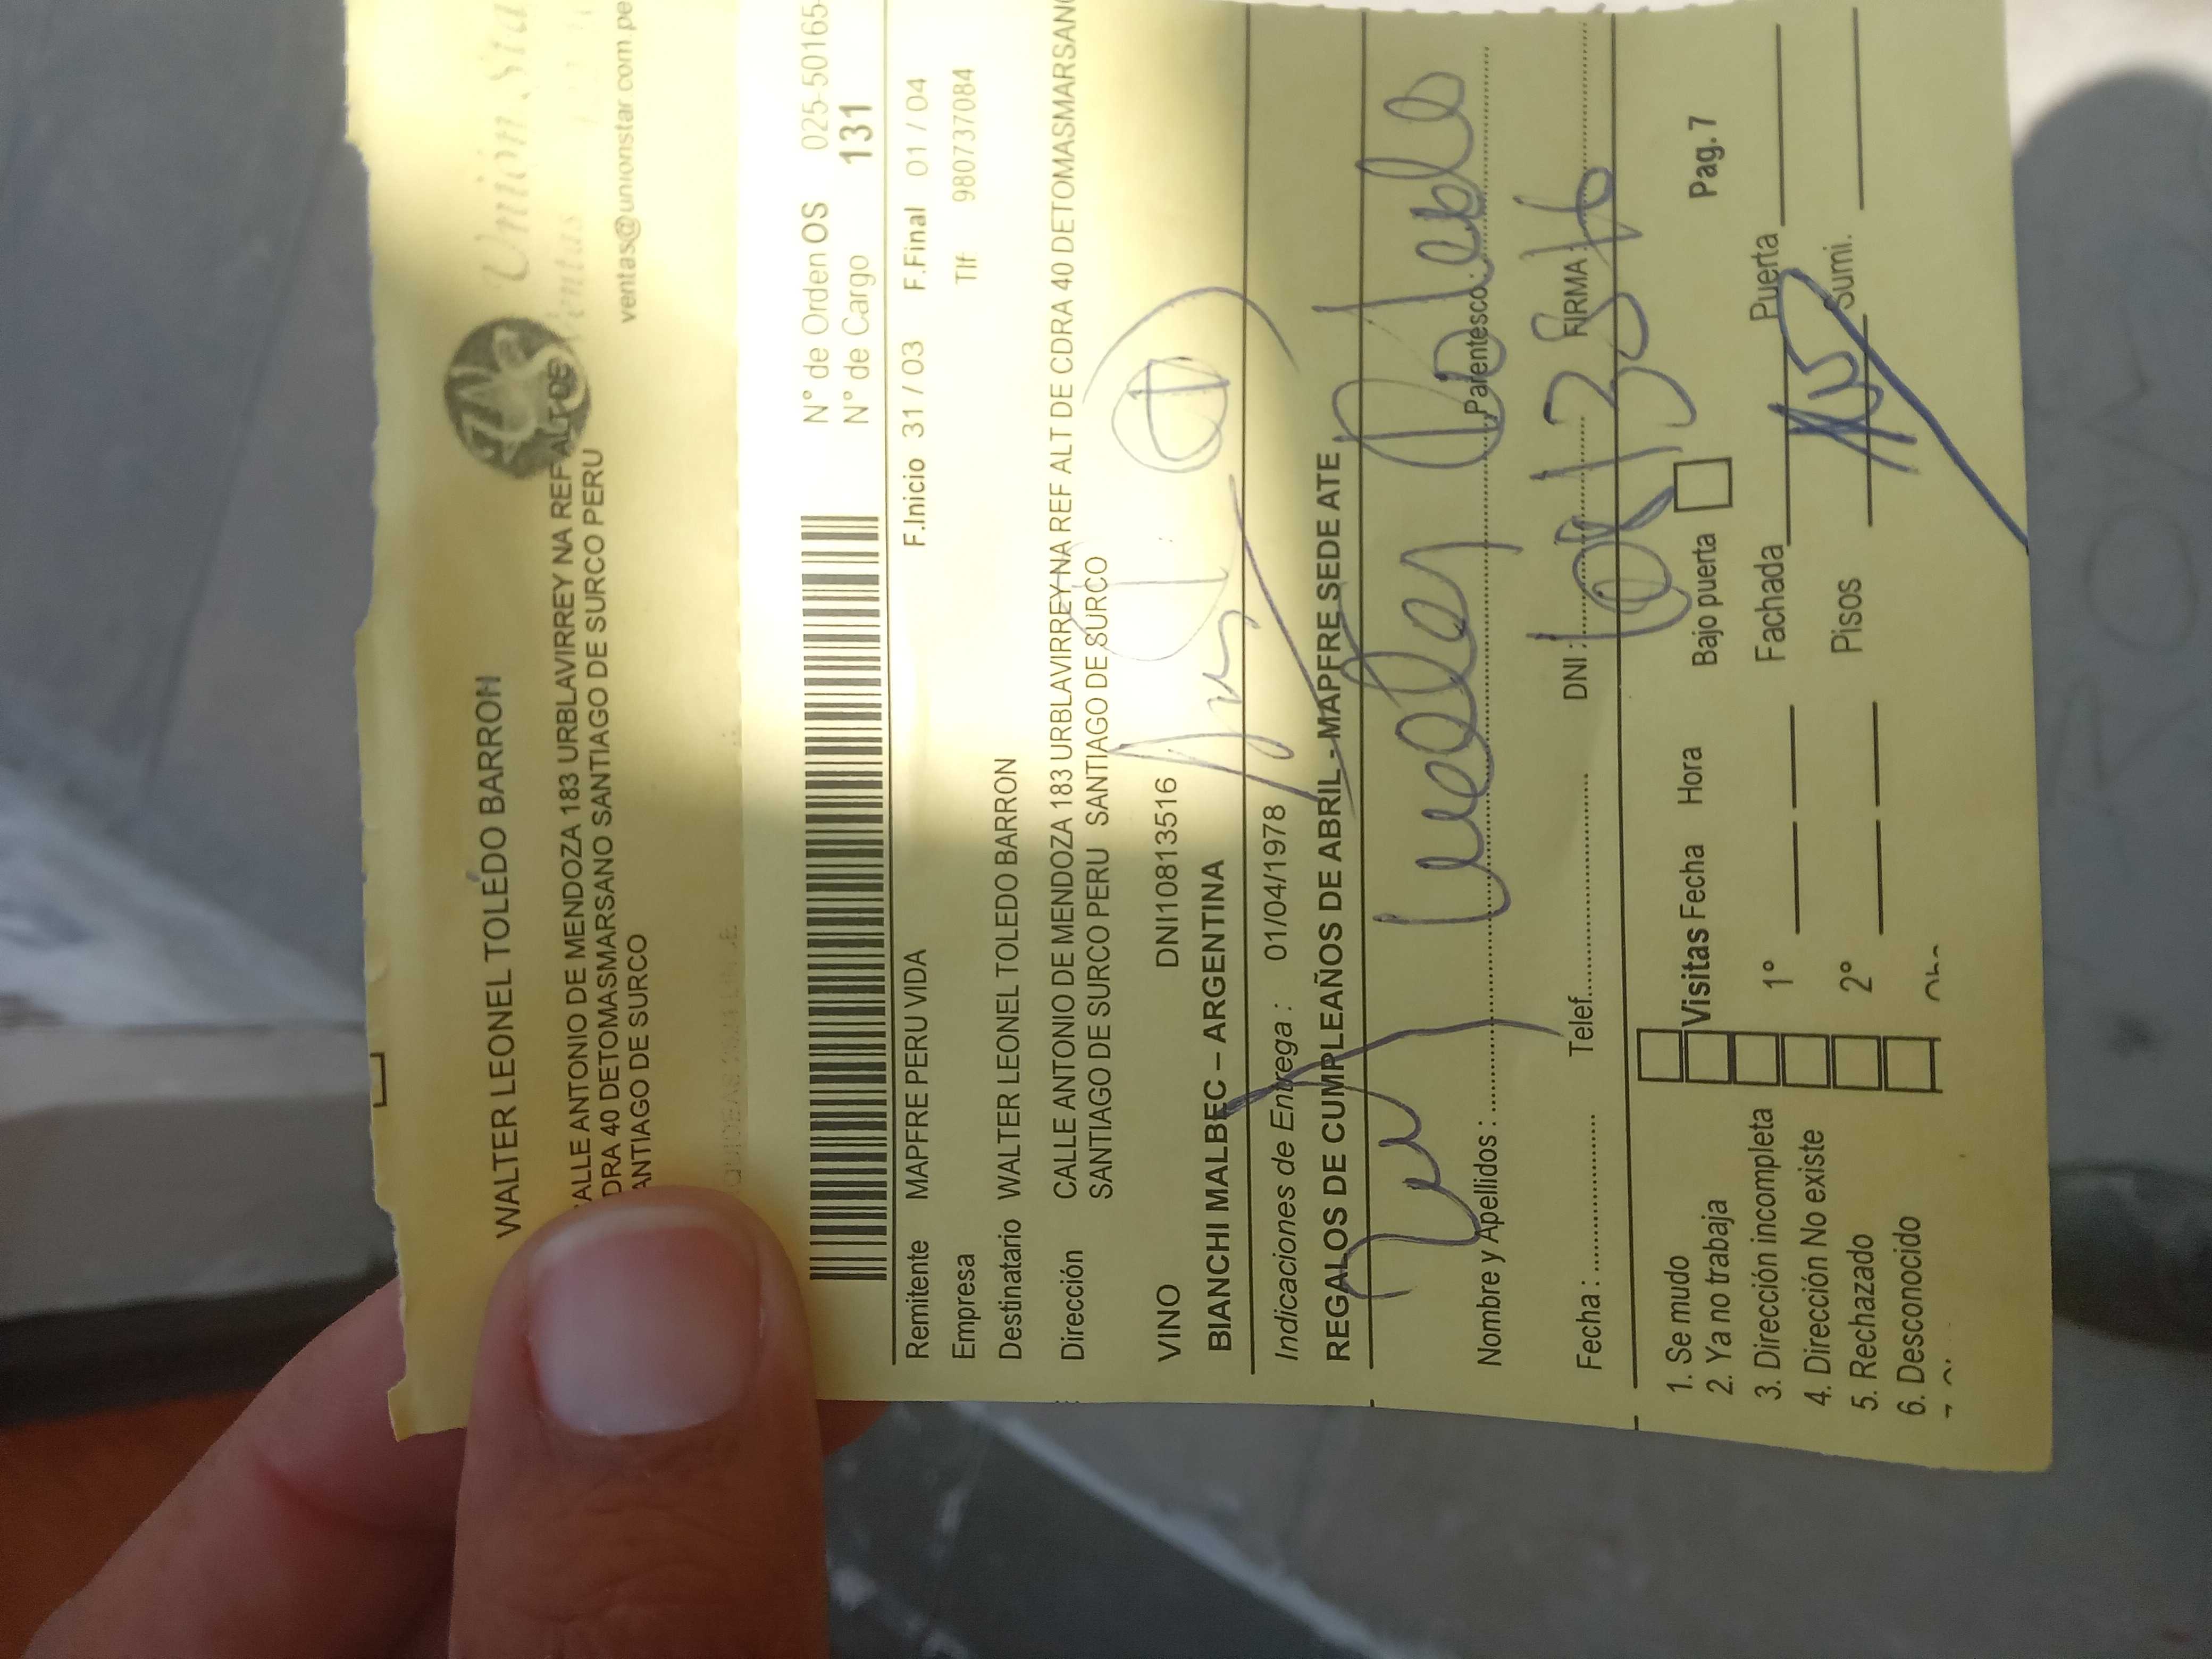 Union Star
Ventas
ventas@unionstar.com.pe
WALTER LEONEL TOLEDO BARRON
ALLE ANTONIO DE MENDOZA 183 URBLAVIRREY NA REF ALT DE
DRA 40 DETOMASMARSANO SANTIAGO DE SURCO PERU
ANTIAGO DE SURCO
N° de Orden OS 025-50165-
N° de Cargo 131
F.Inicio 31 / 03 F.Final 01 / 04
Remitente MAPFRE PERU VIDA
Empresa Tlf 980737084
Destinatario WALTER LEONEL TOLEDO BARRON
Dirección CALLE ANTONIO DE MENDOZA 183 URBLAVIRREY NA REF ALT DE CDRA 40 DETOMASMARSANO
SANTIAGO DE SURCO PERU SANTIAGO DE SURCO
VINO DNI10813516
BIANCHI MALBEC – ARGENTINA
Indicaciones de Entrega : 01/04/1978
REGALOS DE CUMPLEAÑOS DE ABRIL - MAPFRE SEDE ATE
Nombre y Apellidos : Parentesco :
Fecha : Telef. DNI : FIRMA
1. Se mudo
2. Ya no trabaja
3. Dirección incompleta
4. Dirección No existe
5. Rechazado
6. Desconocido
Visitas Fecha Hora Bajo puerta Pag. 7
1° Fachada Puerta
2° Pisos Sumi.